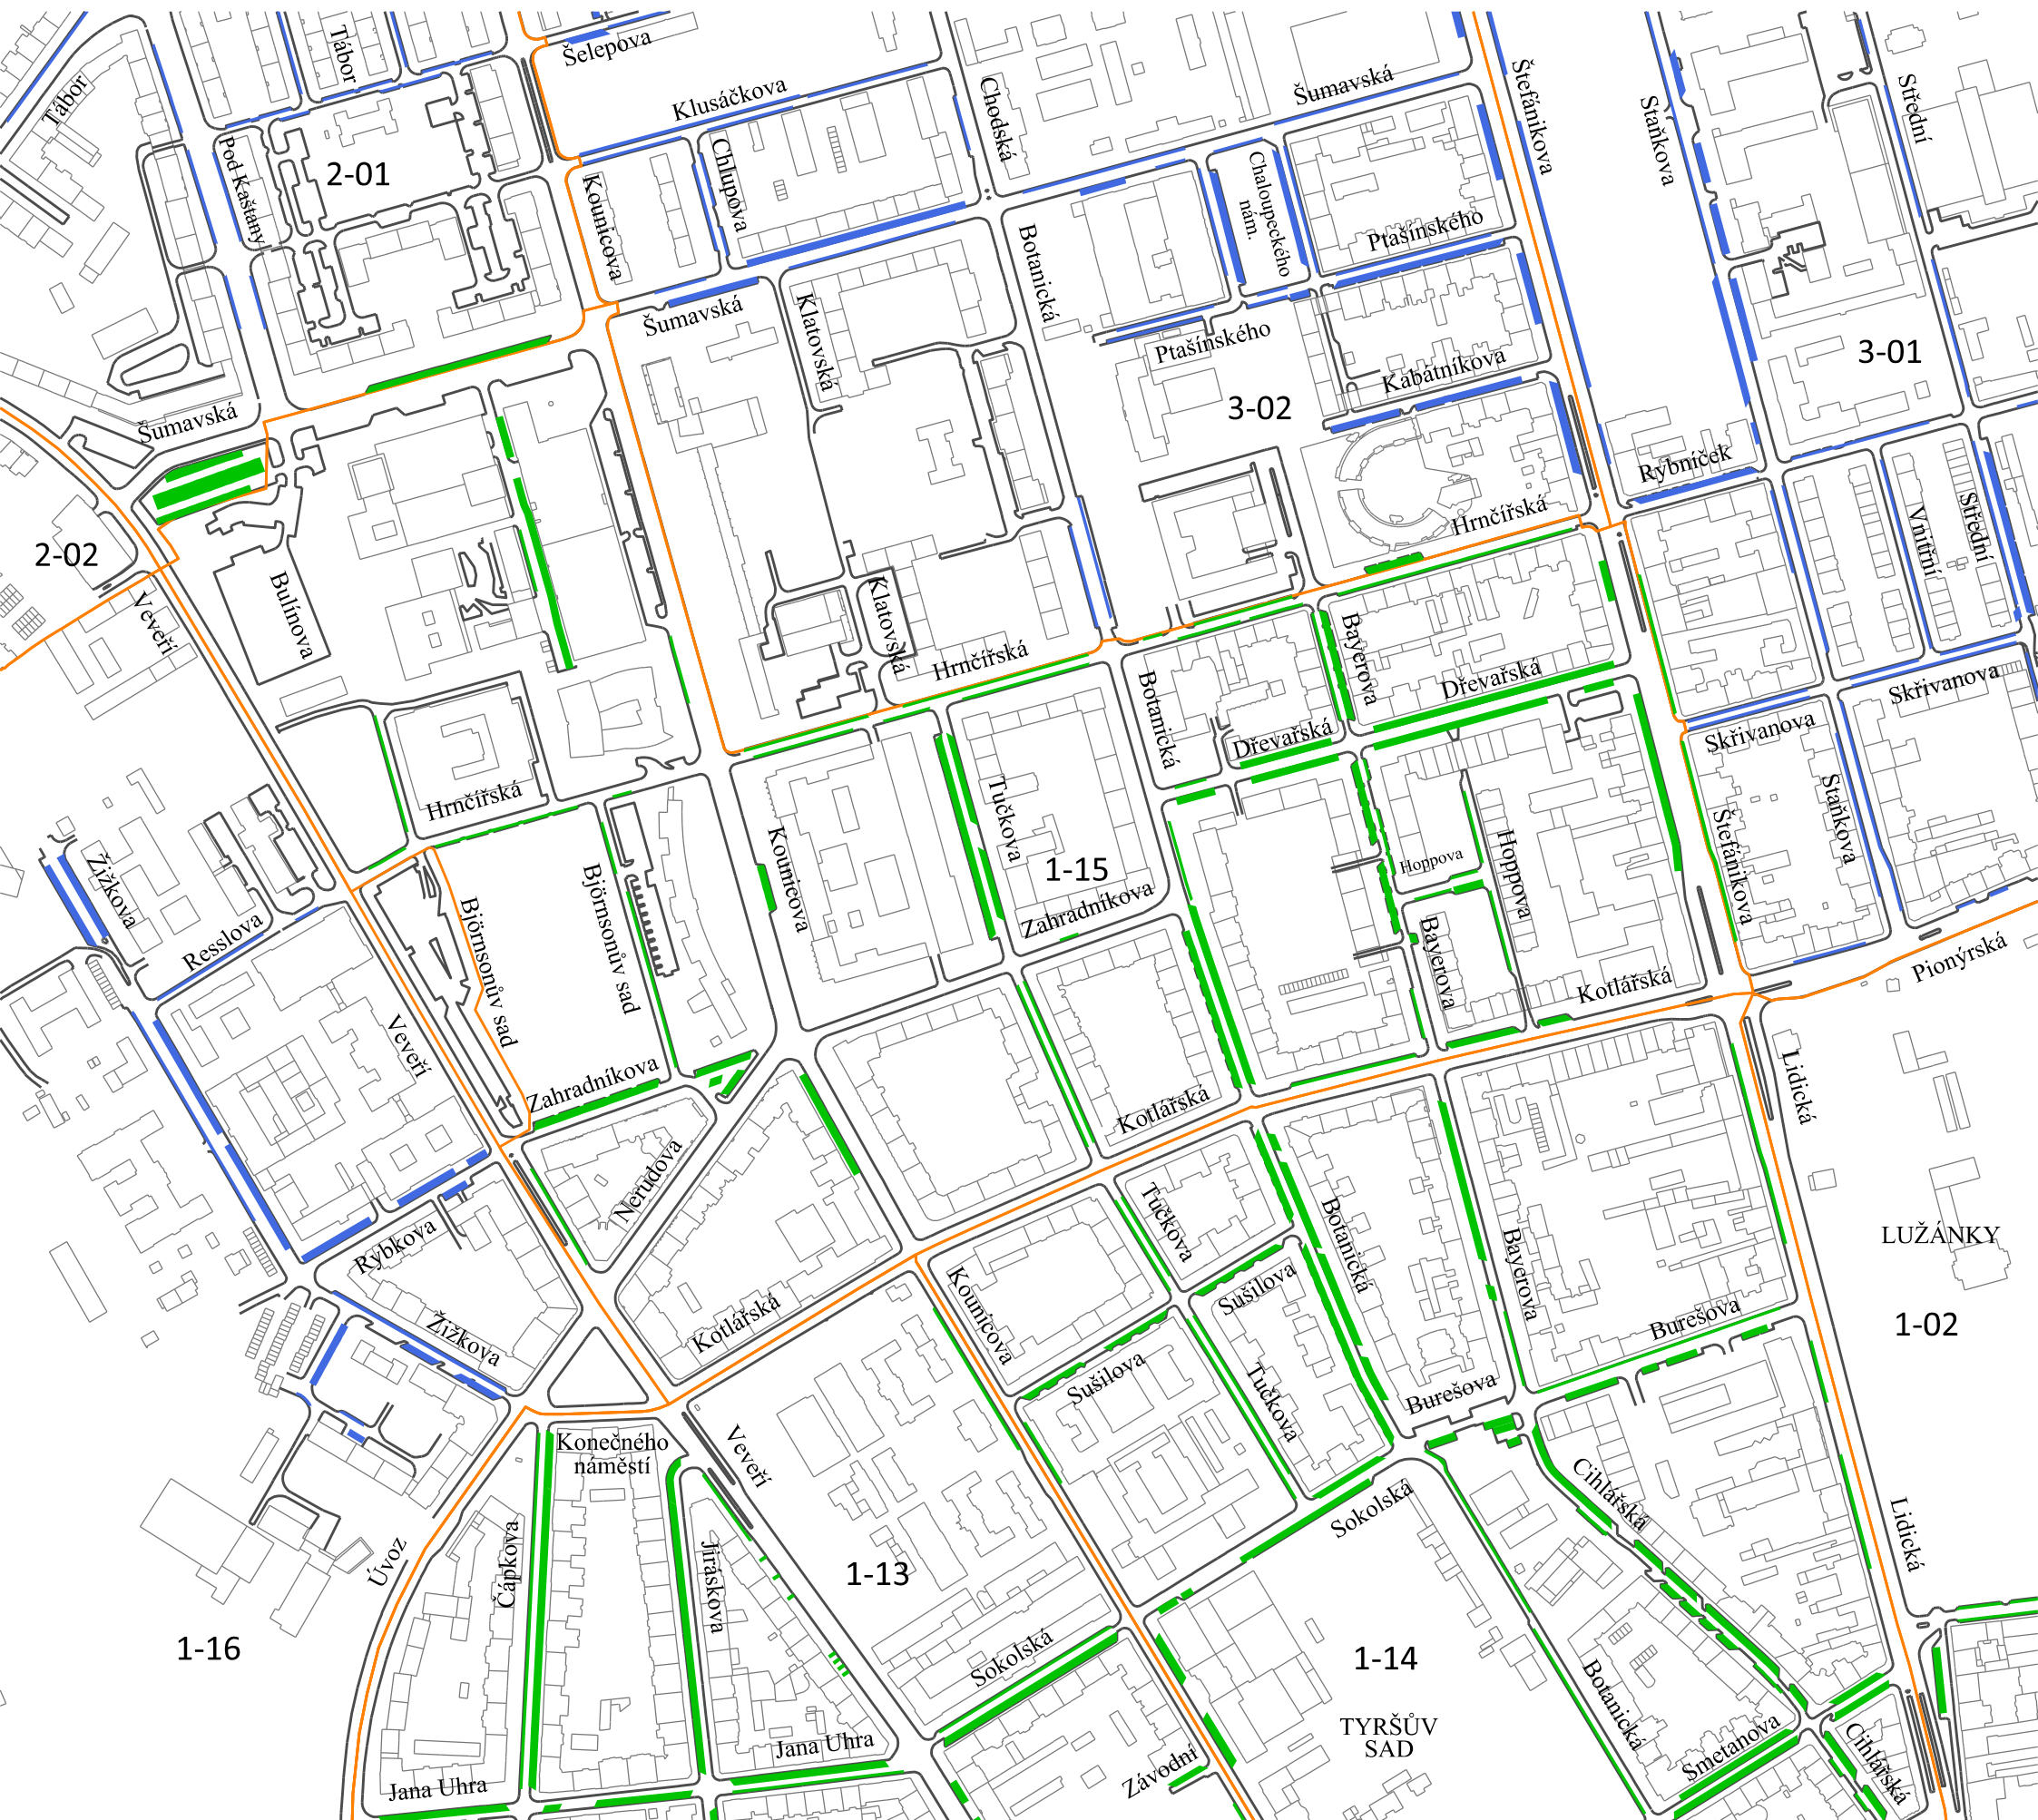 Šelepova
Tábor
Tábor
Klusáčkova
Šumavská
Štefánikova
Střední
Chodská
Staňkova
2-01
Pod Kaštany
Chlupova
Kounicova
Chaloupeckého
nám.
Ptašínského
Botanická
Šumavská
Klatovská
Ptašínského
3-01
Kabátníkova
3-02
Šumavská
Rybníček
Hrnčířská
Vnitřní
Střední
2-02
Veveří
Bulínova
Klatovská
Hrnčířská
Bayerova
Botanická
Dřevařská
Dřevařská
Skřivanova
Skřivanova
Hrnčířská
Tučkova
Kounicova
Štefánikova
Staňkova
Hoppova
Hoppova
1-15
Žižkova
Björnsonův sad
Björnsonův sad
Resslova
Zahradníkova
Bayerova
Kotlářská
Pionýrská
Veveří
Zahradníkova
Kotlářská
Lidická
Nerudova
Rybkova
Tučkova
Botanická
Bayerova
LUŽÁNKY
Sušilova
Kounicova
Kotlářská
Žižkova
Burešova
1-02
Sušilova
Tučkova
Burešova
Konečného
náměstí
Veveří
Sokolská
Cihlářská
Lidická
Úvoz
Čápkova
Jiráskova
1-13
1-16
Sokolská
1-14
Botanická
TYRŠŮV
SAD
Jana Uhra
Jana Uhra
Závodní
Smetanova
Cihlářská